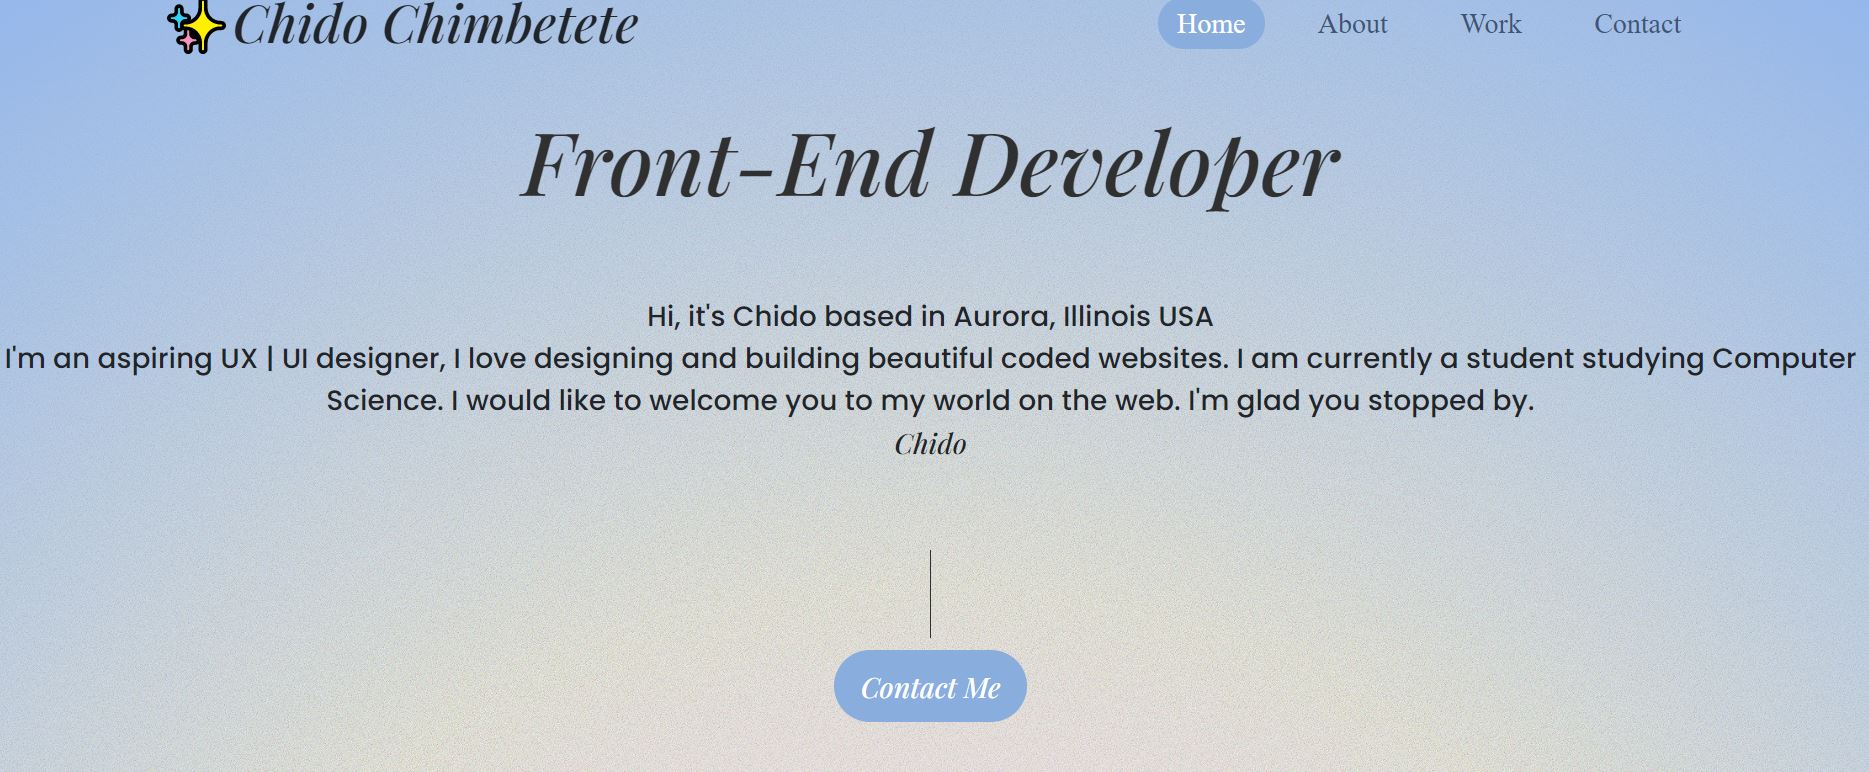 Chido Chimbetete
Home
About
Work
Contact
Front-End Developer
Hi, it's Chido based in Aurora, Illinois USA
I'm an aspiring UX | UI designer, I love designing and building beautiful coded websites. I am currently a student studying Computer
Science. I would like to welcome you to my world on the web. I'm glad you stopped by.
Chido
Contact Me